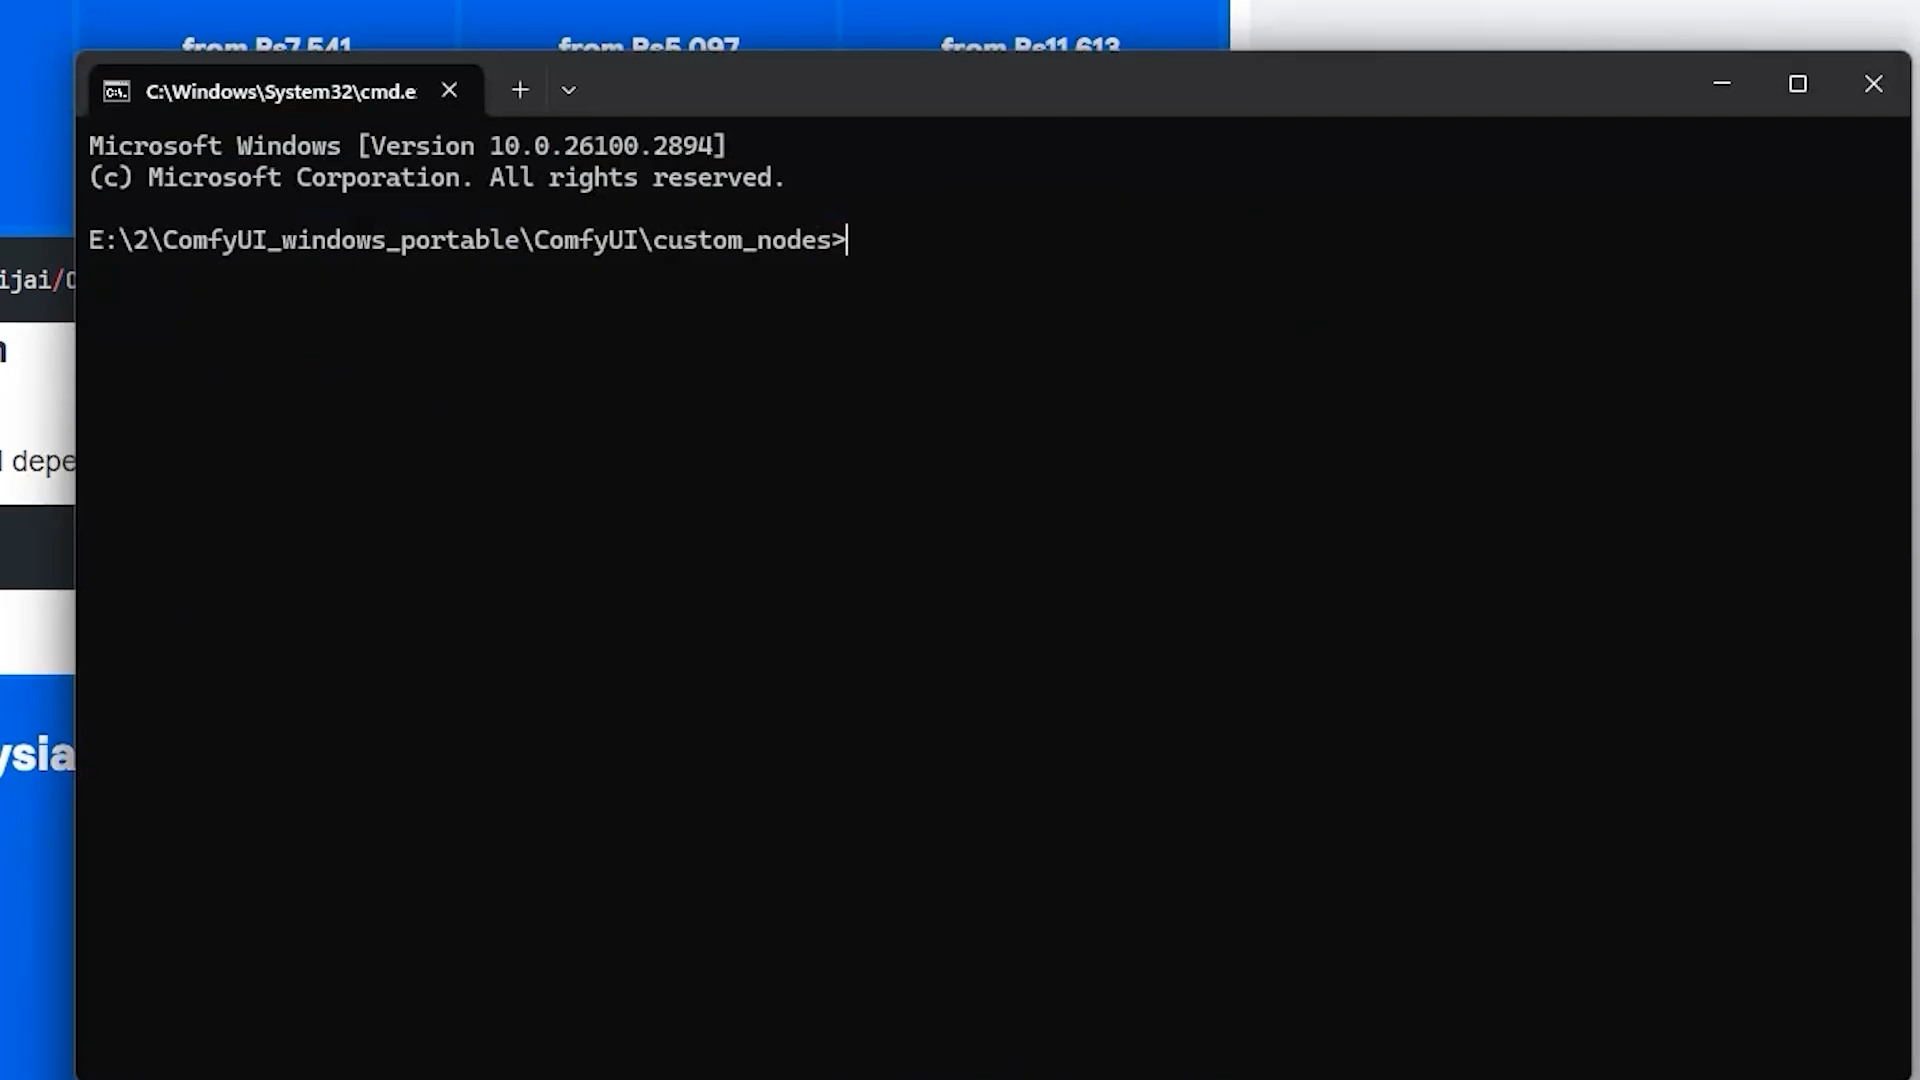 from Rs7,541 from Rs5,097 from Rs11,613
C:\Windows\System32\cmd.e
Microsoft Windows [Version 10.0.26100.2894]
(c) Microsoft Corporation. All rights reserved.
E:\2\ComfyUI_windows_portable\ComfyUI\custom_nodes>
ijai/
depe
ysia